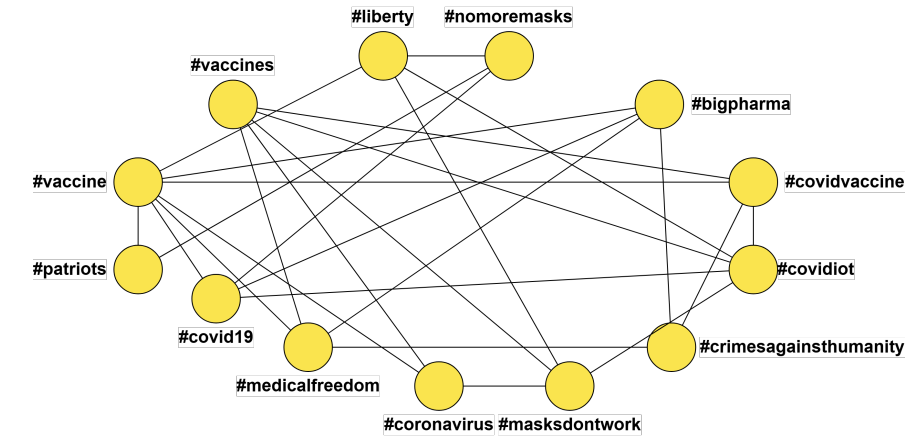 #liberty
#nomoremasks
#vaccines
#bigpharma
#vaccine
#covidvaccine
#patriots
#covidiot
#covid19
#crimesagainsthumanity
#medicalfreedom
#coronavirus
#masksdontwork